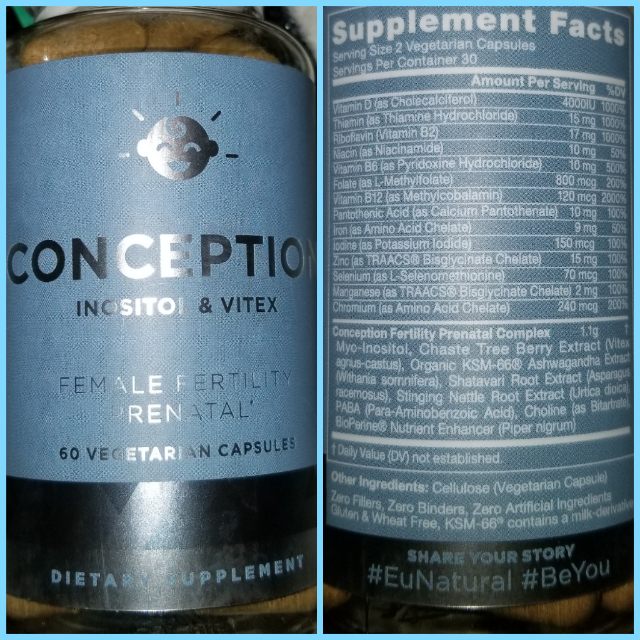 CONCEPTION
INOSITOL & VITEX
FEMALE FERTILITY
PRENATAL*
60 VEGETARIAN CAPSULES
DIETARY SUPPLEMENT
Supplement Facts
Serving Size 2 Vegetarian Capsules
Servings Per Container 30
Amount Per Serving %DV
Vitamin D (as Cholecalciferol) 4000IU 1000%
Thiamin (as Thiamine Hydrochloride) 15 mg 1000%
Riboflavin (Vitamin B2) 17 mg 1000%
Niacin (as Niacinamide) 10 mg 50%
Vitamin B6 (as Pyridoxine Hydrochloride) 10 mg 500%
Folate (as L-Methylfolate) 800 mcg 200%
Vitamin B12 (as Methylcobalamin) 120 mcg 2000%
Pantothenic Acid (as Calcium Pantothenate) 10 mg 100%
Iron (as Amino Acid Chelate) 9 mg 50%
Iodine (as Potassium Iodide) 150 mcg 100%
Zinc (as TRAACS® Bisglycinate Chelate) 15 mg 100%
Selenium (as L-Selenomethionine) 70 mcg 100%
Manganese (as TRAACS® Bisglycinate Chelate) 2 mg 100%
Chromium (as Amino Acid Chelate) 240 mcg 200%
Conception Fertility Prenatal Complex 1.1g †
Myo-Inositol, Chaste Tree Berry Extract (Vitex
agnus-castus), Organic KSM-66® Ashwagandha Extract
(Withania somnifera), Shatavari Root Extract (Asparagus
racemosus), Stinging Nettle Root Extract (Urtica dioica),
PABA (Para-Aminobenzoic Acid), Choline (as Bitartrate),
BioPerine® Nutrient Enhancer (Piper nigrum)
† Daily Value (DV) not established.
Other Ingredients: Cellulose (Vegetarian Capsule)
Zero Fillers, Zero Binders, Zero Artificial Ingredients
Gluten & Wheat Free, KSM-66® contains a milk-derivative
SHARE YOUR STORY
#EuNatural #BeYou